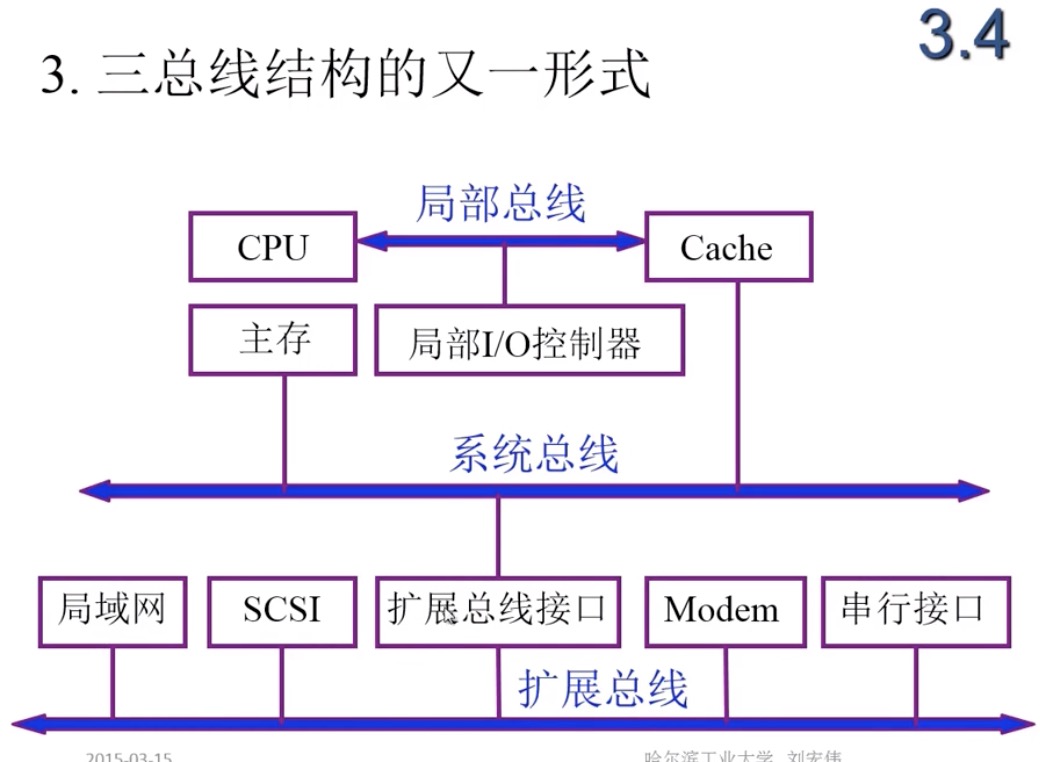 3.4
3. 三总线结构的又一形式
局部总线
CPU
Cache
主存
局部I/O控制器
系统总线
局域网
SCSI
扩展总线接口
Modem
串行接口
扩展总线
2015-03-15
哈尔滨工业大学 刘宏伟